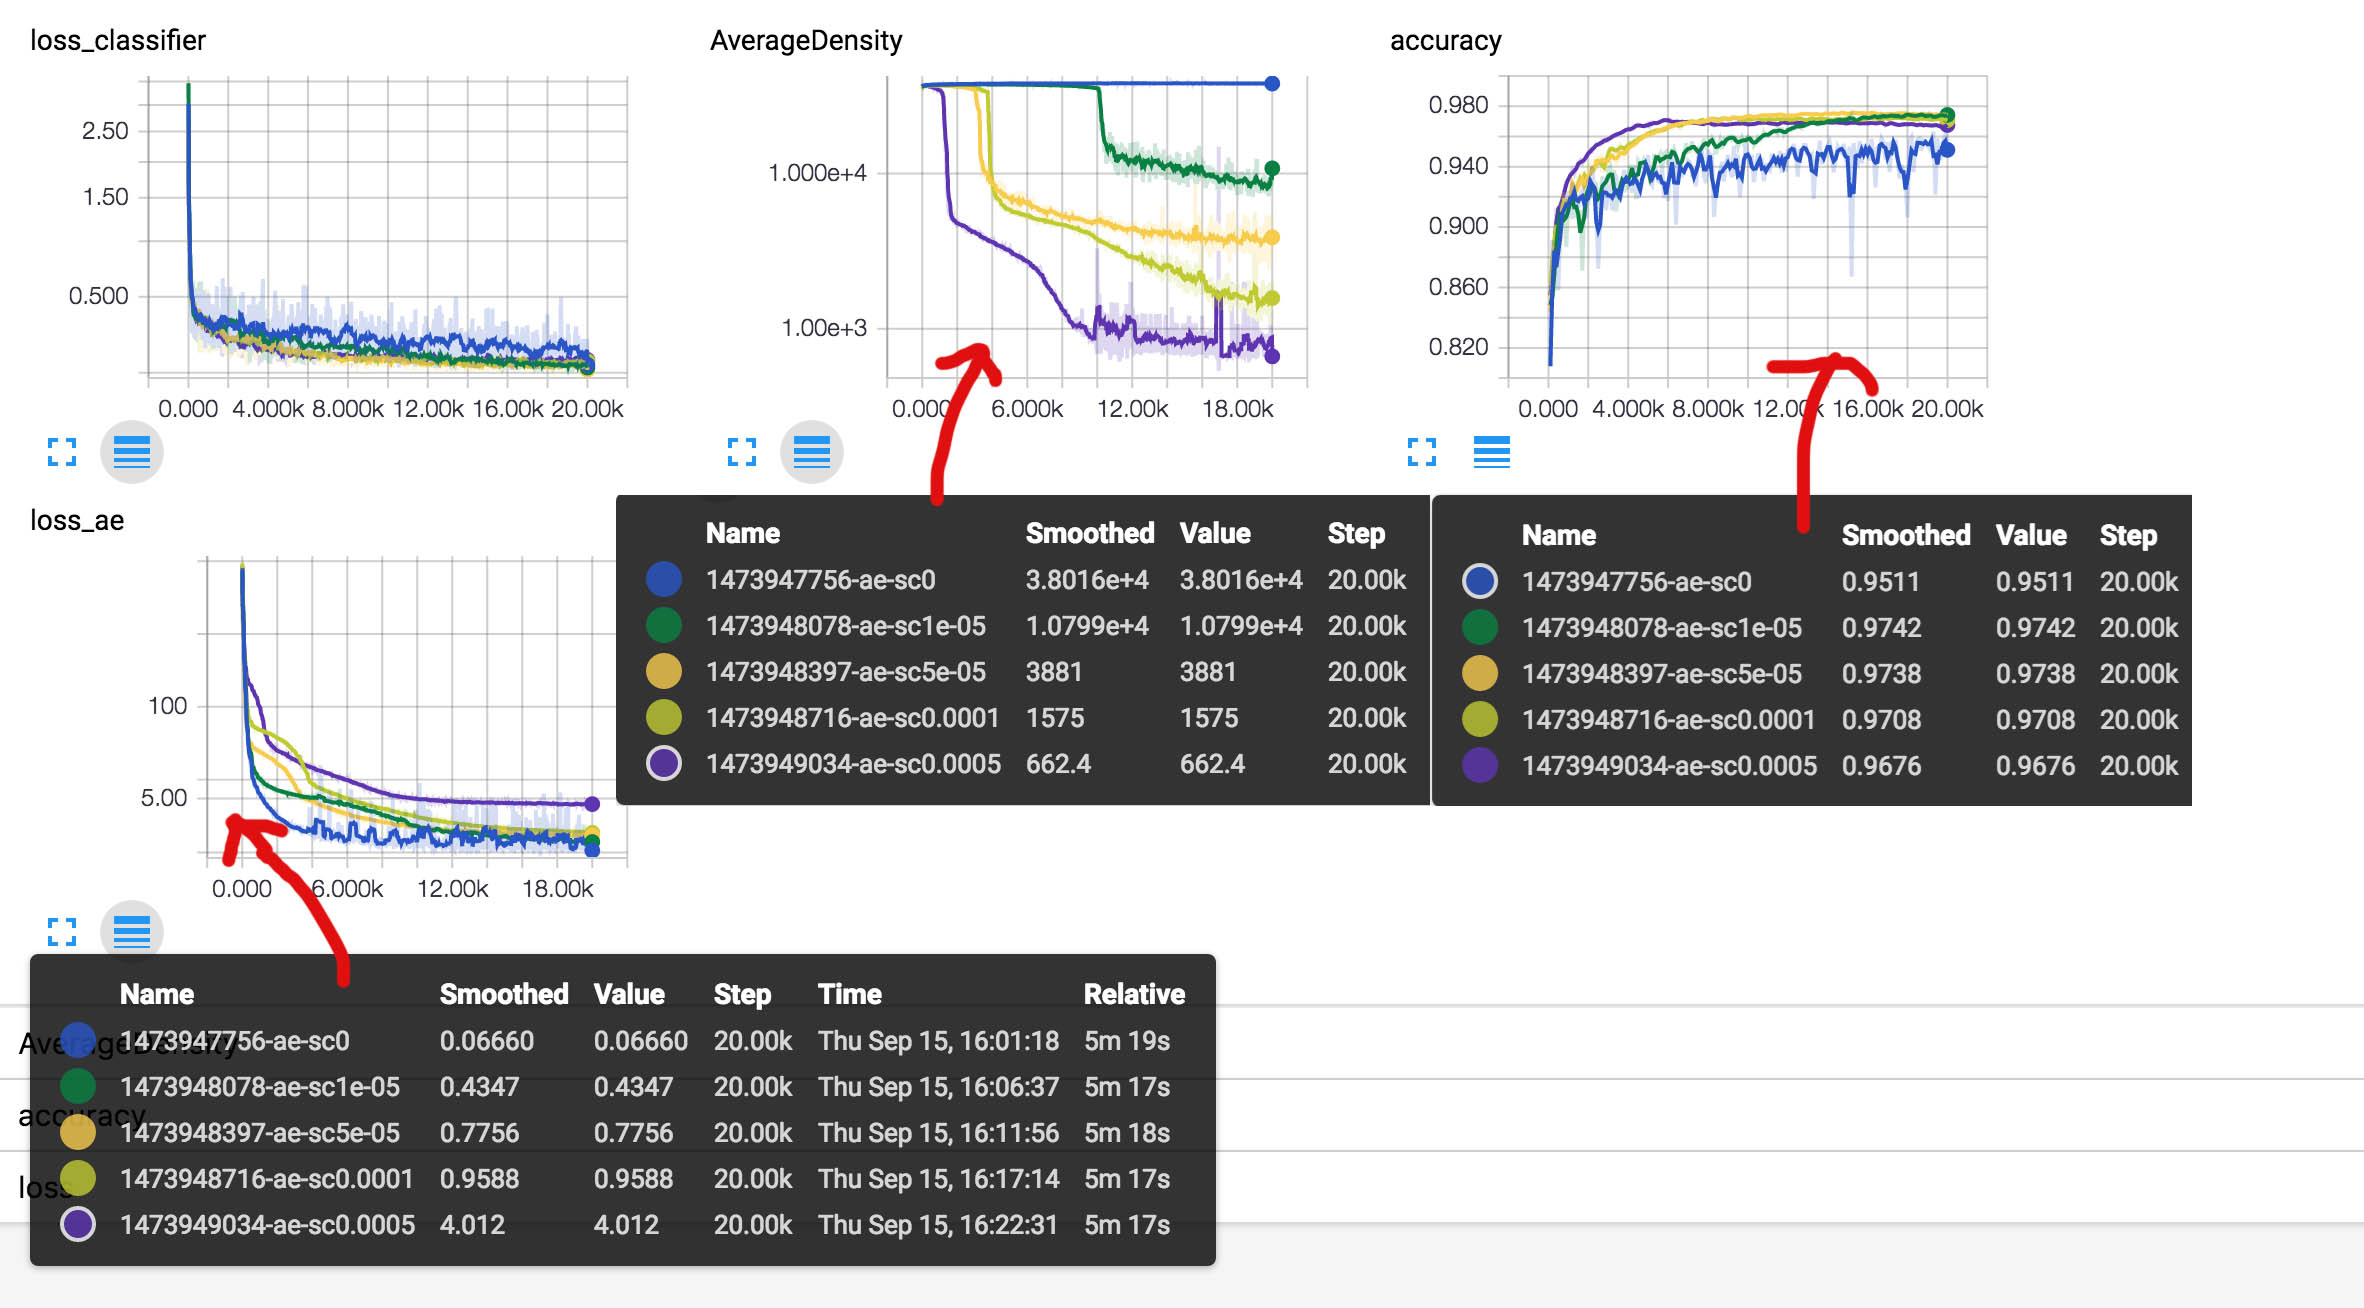 loss_classifier
2.50
1.50
0.500
0.000 4.000k 8.000k 12.00k 16.00k 20.00k
AverageDensity
1.000e+4
1.00e+3
0.000 6.000k 12.00k 18.00k
accuracy
0.980
0.940
0.900
0.860
0.820
0.000 4.000k 8.000k 12.00k 16.00k 20.00k
loss_ae
100
5.00
0.000 6.000k 12.00k 18.00k
Name Smoothed Value Step
1473947756-ae-sc0 3.8016e+4 3.8016e+4 20.00k
1473948078-ae-sc1e-05 1.0799e+4 1.0799e+4 20.00k
1473948397-ae-sc5e-05 3881 3881 20.00k
1473948716-ae-sc0.0001 1575 1575 20.00k
1473949034-ae-sc0.0005 662.4 662.4 20.00k
Name Smoothed Value Step
1473947756-ae-sc0 0.9511 0.9511 20.00k
1473948078-ae-sc1e-05 0.9742 0.9742 20.00k
1473948397-ae-sc5e-05 0.9738 0.9738 20.00k
1473948716-ae-sc0.0001 0.9708 0.9708 20.00k
1473949034-ae-sc0.0005 0.9676 0.9676 20.00k
Name Smoothed Value Step Time Relative
1473947756-ae-sc0 0.06660 0.06660 20.00k Thu Sep 15, 16:01:18 5m 19s
1473948078-ae-sc1e-05 0.4347 0.4347 20.00k Thu Sep 15, 16:06:37 5m 17s
1473948397-ae-sc5e-05 0.7756 0.7756 20.00k Thu Sep 15, 16:11:56 5m 18s
1473948716-ae-sc0.0001 0.9588 0.9588 20.00k Thu Sep 15, 16:17:14 5m 17s
1473949034-ae-sc0.0005 4.012 4.012 20.00k Thu Sep 15, 16:22:31 5m 17s
AverageDensity
accuracy
loss